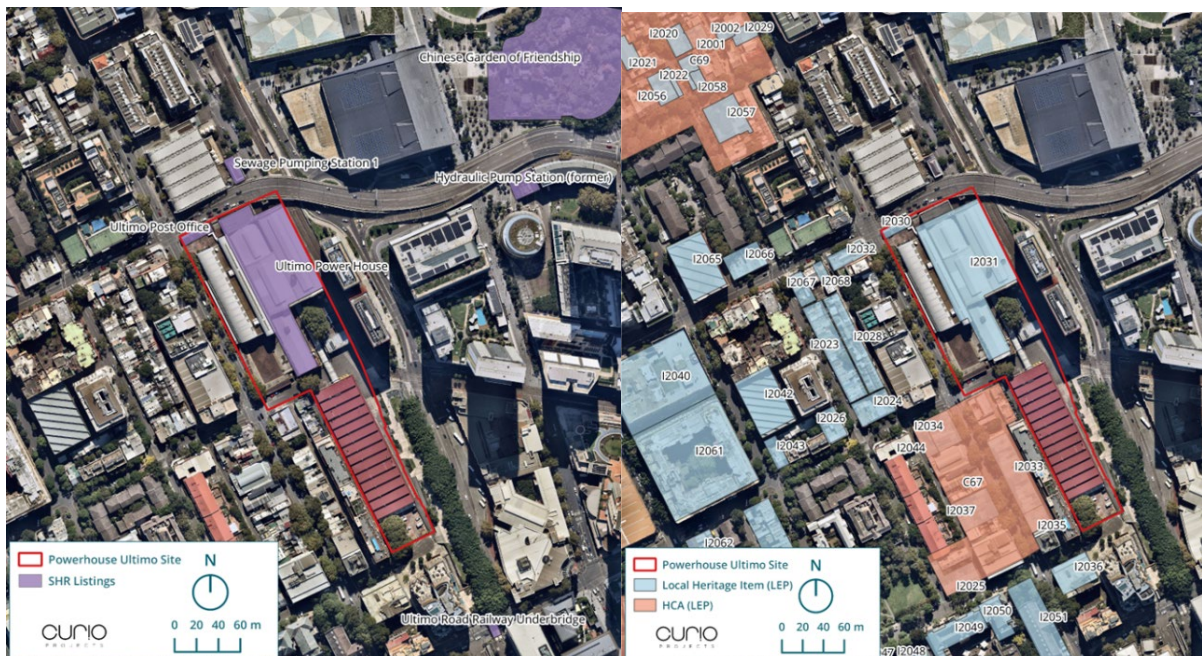 Chinese Garden of Friendship
Sewage Pumping Station 1
Hydraulic Pump Station (former)
Ultimo Post Office
Ultimo Power House
Powerhouse Ultimo Site
SHR Listings
N
CURIO
PROJECTS
0 20 40 60 m
Ultimo Road Railway Underbridge
I2020
I2002
I2029
I2001
I2021
C69
I2022
I2056
I2058
I2057
I2030
I2032
I2065
I2066
I2031
I2067
I2068
I2023
I2028
I2040
I2042
I2024
I2026
I2034
I2061
I2043
I2044
I2033
C67
I2037
I2035
I2062
I2036
I2025
I2050
I2051
I2049
47
I2048
Powerhouse Ultimo Site
Local Heritage Item (LEP)
HCA (LEP)
N
CURIO
PROJECTS
0 20 40 60 m